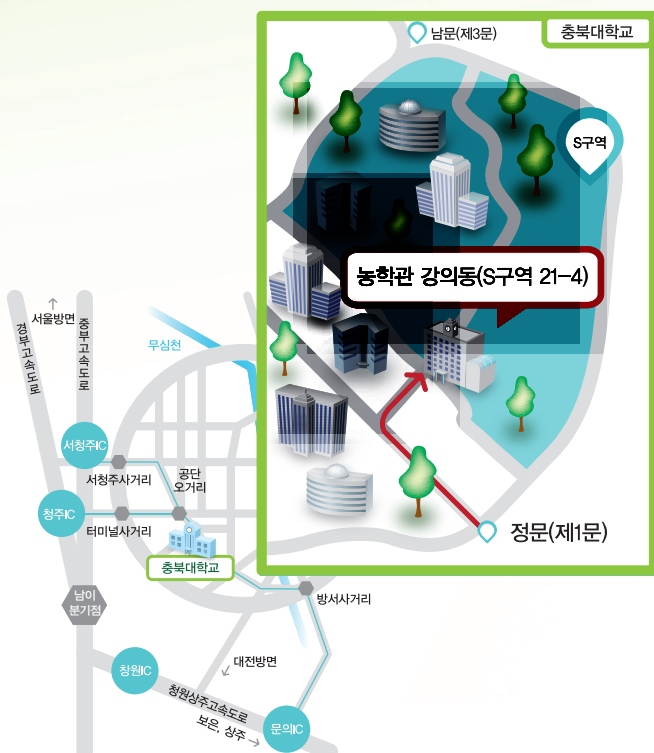 남문(제3문)
충북대학교
S구역
농학관 강의동(S구역 21-4)
정문(제1문)
서울방면
경부고속도로
중부고속도로
무심천
서청주IC
서청주사거리
공단
오거리
청주IC
터미널사거리
충북대학교
남이
분기점
방서사거리
대전방면
창원IC
청원상주고속도로
보은, 상주
문의IC